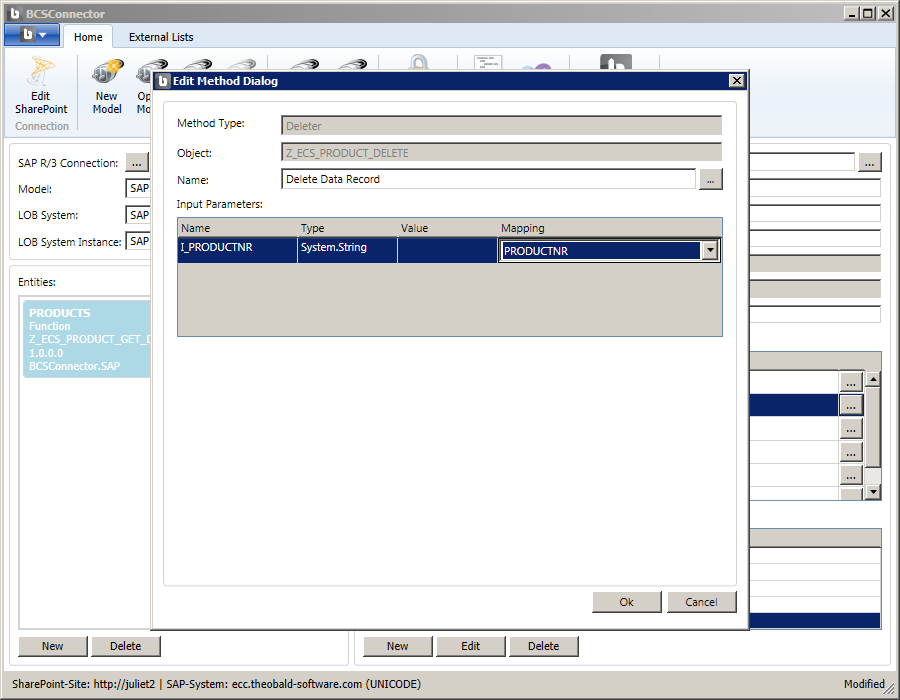 BCSConnector
Home
External Lists
Edit
SharePoint
New
Model
Op
Mo
Connection
SAP R/3 Connection:
...
Model:
SAP
LOB System:
SAP
LOB System Instance:
SAP
Entities:
PRODUCTS
Function
Z_ECS_PRODUCT_GET_D
1.0.0.0
BCSConnector.SAP
New
Delete
Edit Method Dialog
Method Type:
Deleter
Object:
Z_ECS_PRODUCT_DELETE
Name:
Delete Data Record
...
Input Parameters:
Name Type Value Mapping
I_PRODUCTNR System.String PRODUCTNR
Ok
Cancel
...
...
...
...
...
...
New
Edit
Delete
SharePoint-Site: http://juliet2 | SAP-System: ecc.theobald-software.com (UNICODE)
Modified